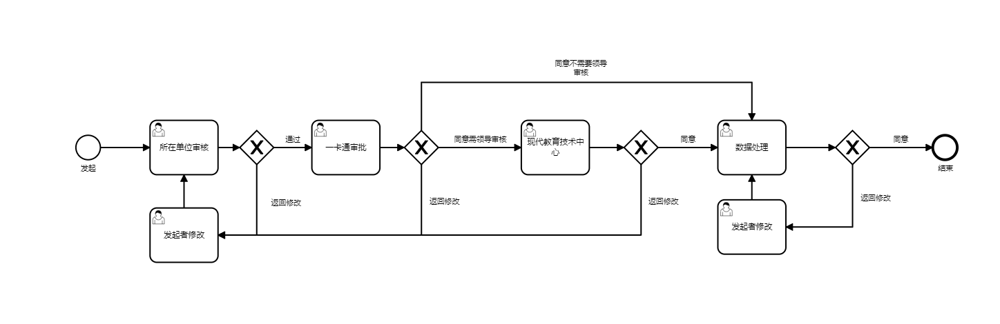 同意不需要领导
审核
所在单位审核
通过
一卡通审批
同意需领导审核
现代教育技术中
心
同意
数据处理
同意
发起
结束
返回修改
返回修改
返回修改
返回修改
发起者修改
发起者修改